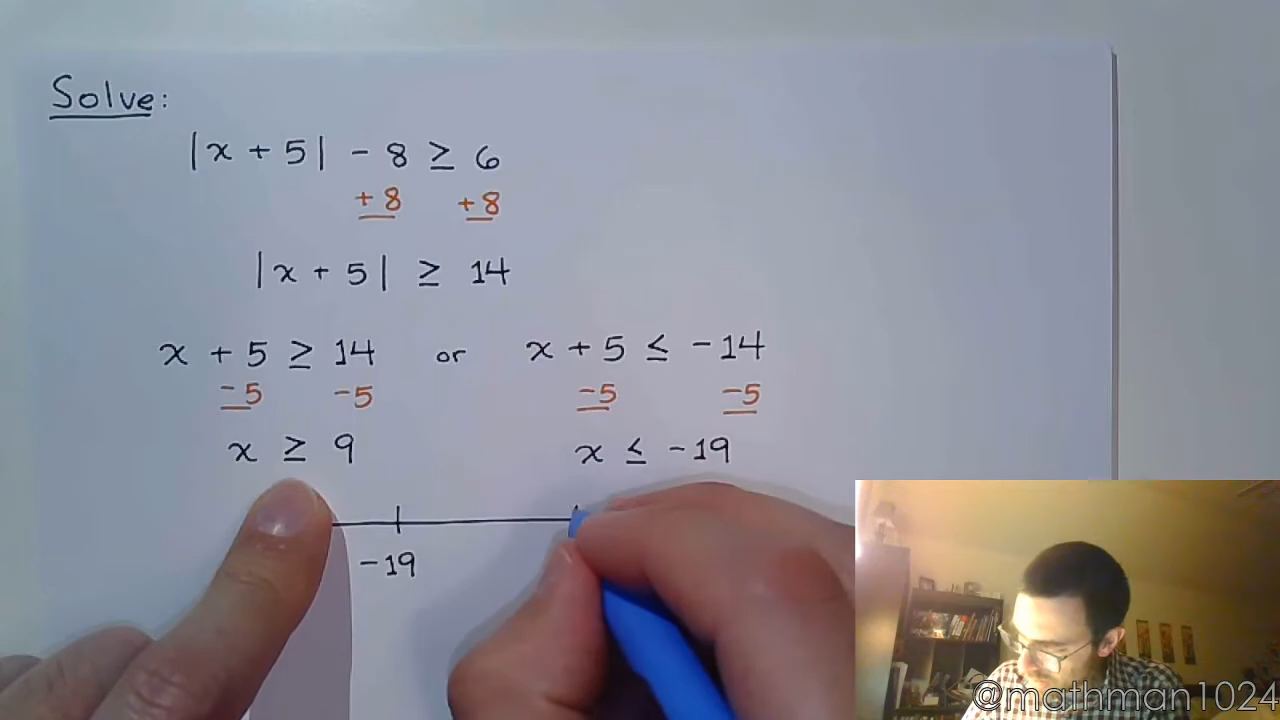 Solve:
|x + 5| - 8 ≥ 6
+ 8 + 8
|x + 5| ≥ 14
x + 5 ≥ 14 or x + 5 ≤ -14
-5 -5 -5 -5
x ≥ 9 x ≤ -19
-19
@mathman1024